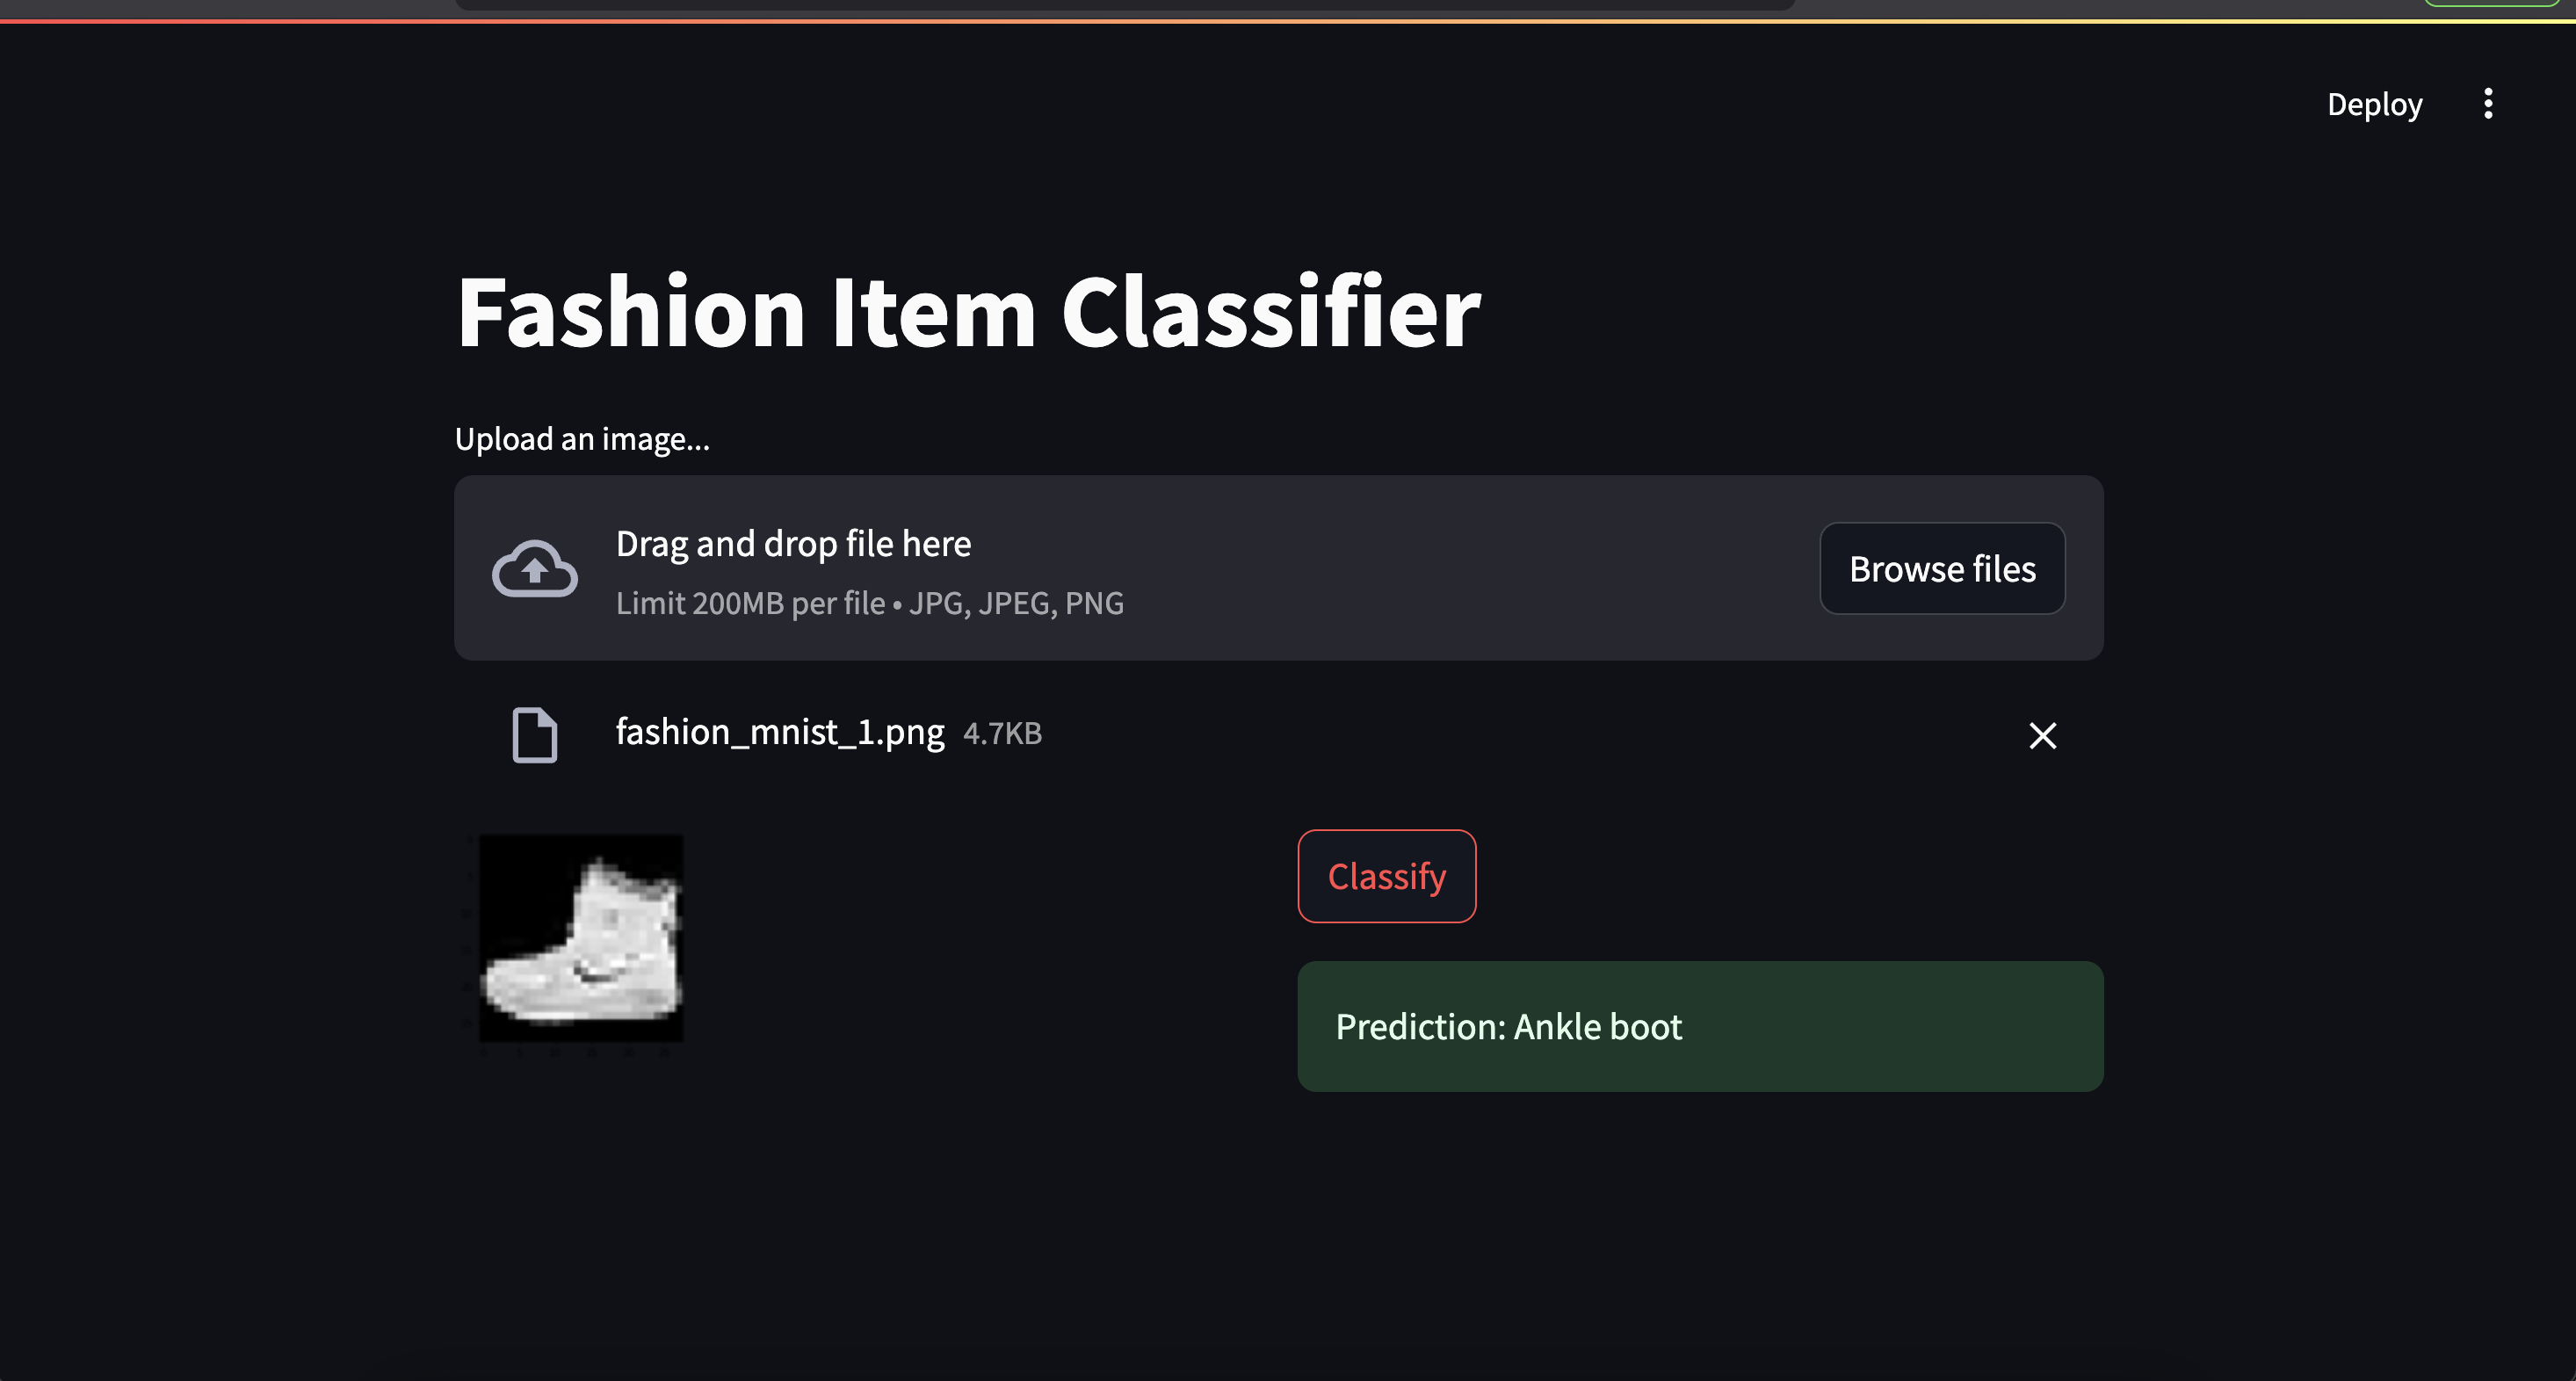 Deploy
Fashion Item Classifier
Upload an image...
Drag and drop file here
Limit 200MB per file • JPG, JPEG, PNG
Browse files
fashion_mnist_1.png 4.7KB
Classify
Prediction: Ankle boot